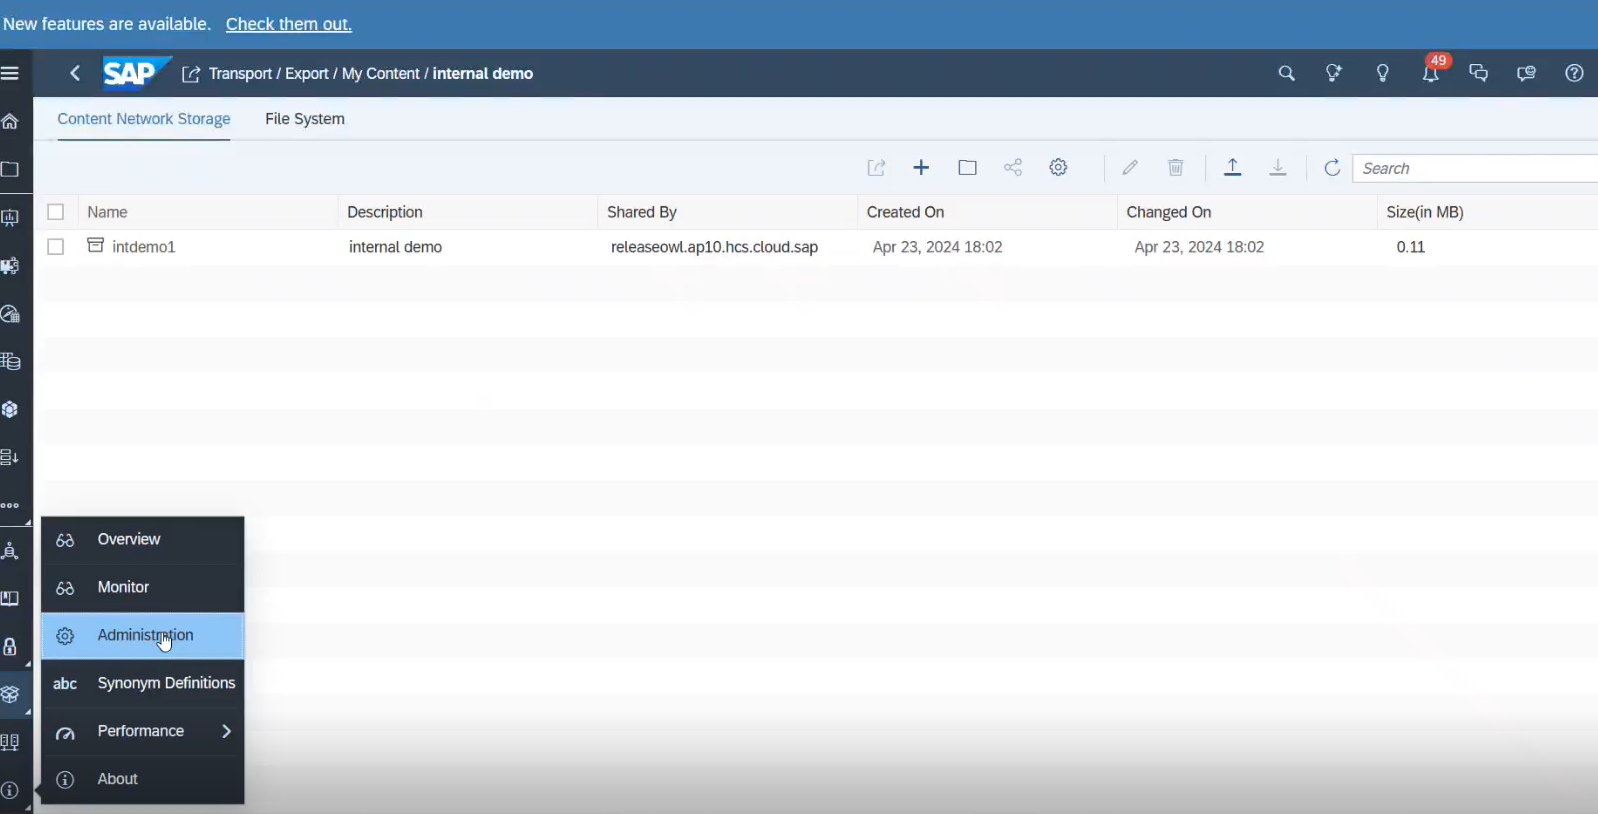 New features are available. Check them out.
SAP Transport / Export / My Content / internal demo
49
Content Network Storage File System
Search
Name Description Shared By Created On Changed On Size(in MB)
intdemo1 internal demo releaseowl.ap10.hcs.cloud.sap Apr 23, 2024 18:02 Apr 23, 2024 18:02 0.11
Overview
Monitor
Administration
abc Synonym Definitions
Performance
About